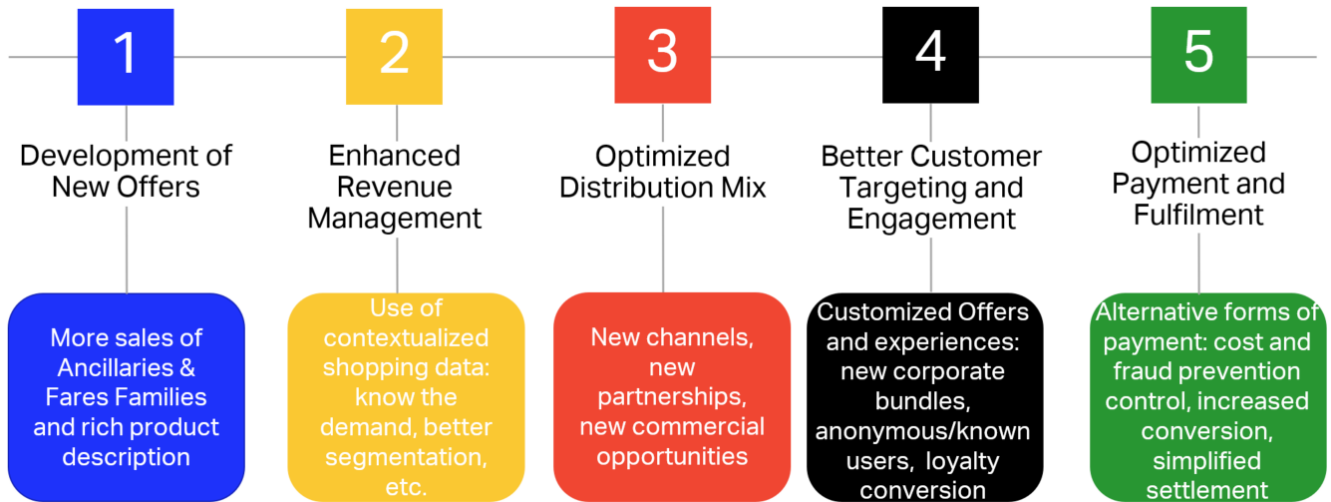 1
2
3
4
5
Development of
New Offers
Enhanced
Revenue
Management
Optimized
Distribution Mix
Better Customer
Targeting and
Engagement
Optimized
Payment and
Fulfilment
More sales of
Ancillaries &
Fares Families
and rich product
description
Use of
contextualized
shopping data:
know the
demand, better
segmentation,
etc.
New channels,
new
partnerships,
new commercial
opportunities
Customized Offers
and experiences:
new corporate
bundles,
anonymous/known
users, loyalty
conversion
Alternative forms of
payment: cost and
fraud prevention
control, increased
conversion,
simplified
settlement